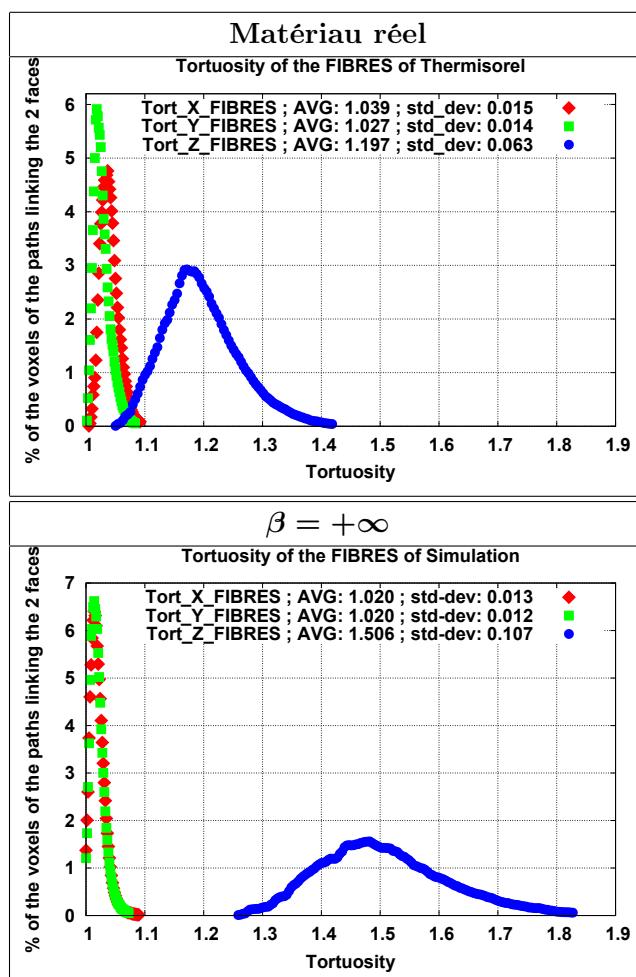 Matériau réel
Tortuosity of the FIBRES of Thermisorel
% of the voxels of the paths linking the 2 faces
Tort_X_FIBRES ; AVG: 1.039 ; std_dev: 0.015
Tort_Y_FIBRES ; AVG: 1.027 ; std_dev: 0.014
Tort_Z_FIBRES ; AVG: 1.197 ; std_dev: 0.063
6
5
4
3
2
1
0
1 1.1 1.2 1.3 1.4 1.5 1.6 1.7 1.8 1.9
Tortuosity
β = +∞
Tortuosity of the FIBRES of Simulation
% of the voxels of the paths linking the 2 faces
Tort_X_FIBRES ; AVG: 1.020 ; std-dev: 0.013
Tort_Y_FIBRES ; AVG: 1.020 ; std-dev: 0.012
Tort_Z_FIBRES ; AVG: 1.506 ; std-dev: 0.107
7
6
5
4
3
2
1
0
1 1.1 1.2 1.3 1.4 1.5 1.6 1.7 1.8 1.9
Tortuosity